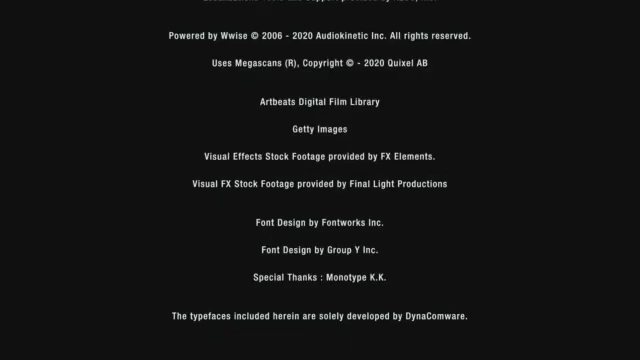 Powered by Wwise © 2006 - 2020 Audiokinetic Inc. All rights reserved.
Uses Megascans (R), Copyright © - 2020 Quixel AB
Artbeats Digital Film Library
Getty Images
Visual Effects Stock Footage provided by FX Elements.
Visual FX Stock Footage provided by Final Light Productions
Font Design by Fontworks Inc.
Font Design by Group Y Inc.
Special Thanks : Monotype K.K.
The typefaces included herein are solely developed by DynaComware.